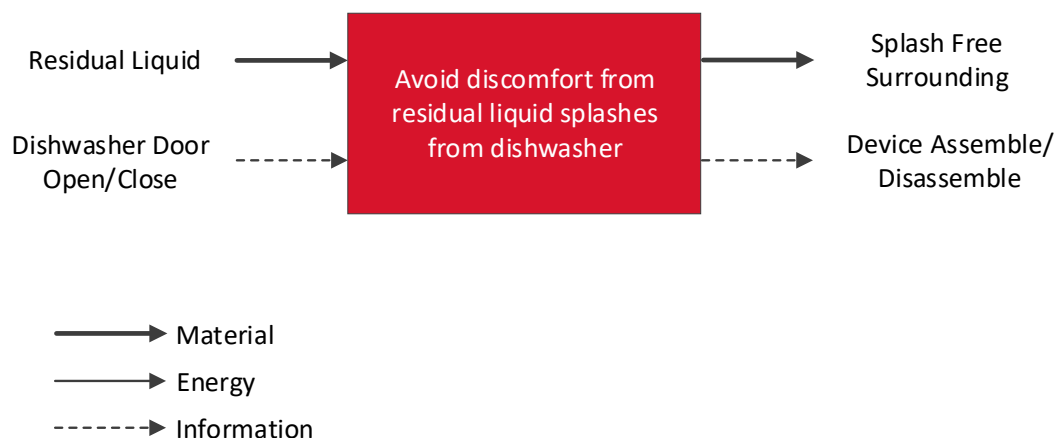 Residual Liquid
Splash Free
Surrounding
Avoid discomfort from
residual liquid splashes
from dishwasher
Dishwasher Door
Open/Close
Device Assemble/
Disassemble
Material
Energy
Information